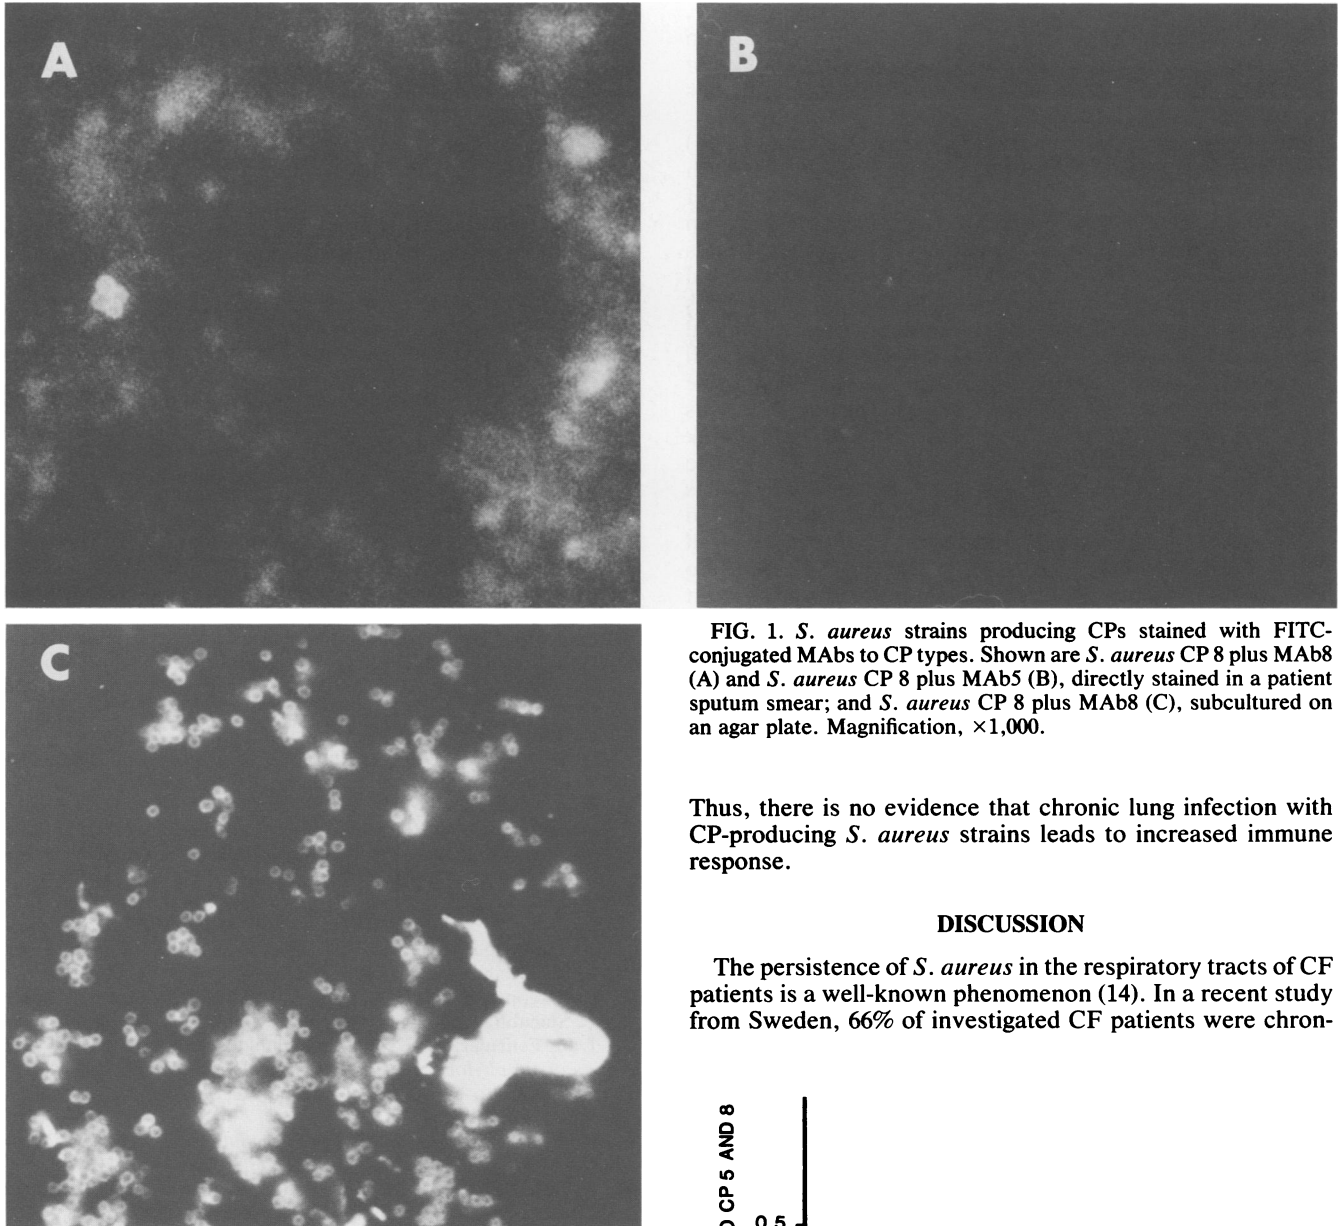 A
B
C
FIG. 1. S. aureus strains producing CPs stained with FITC-
conjugated MAbs to CP types. Shown are S. aureus CP 8 plus MAb8
(A) and S. aureus CP 8 plus MAb5 (B), directly stained in a patient
sputum smear; and S. aureus CP 8 plus MAb8 (C), subcultured on
an agar plate. Magnification, ×1,000.
Thus, there is no evidence that chronic lung infection with
CP-producing S. aureus strains leads to increased immune
response.
DISCUSSION
The persistence of S. aureus in the respiratory tracts of CF
patients is a well-known phenomenon (14). In a recent study
from Sweden, 66% of investigated CF patients were chron-
CP 5 AND 8
0.5